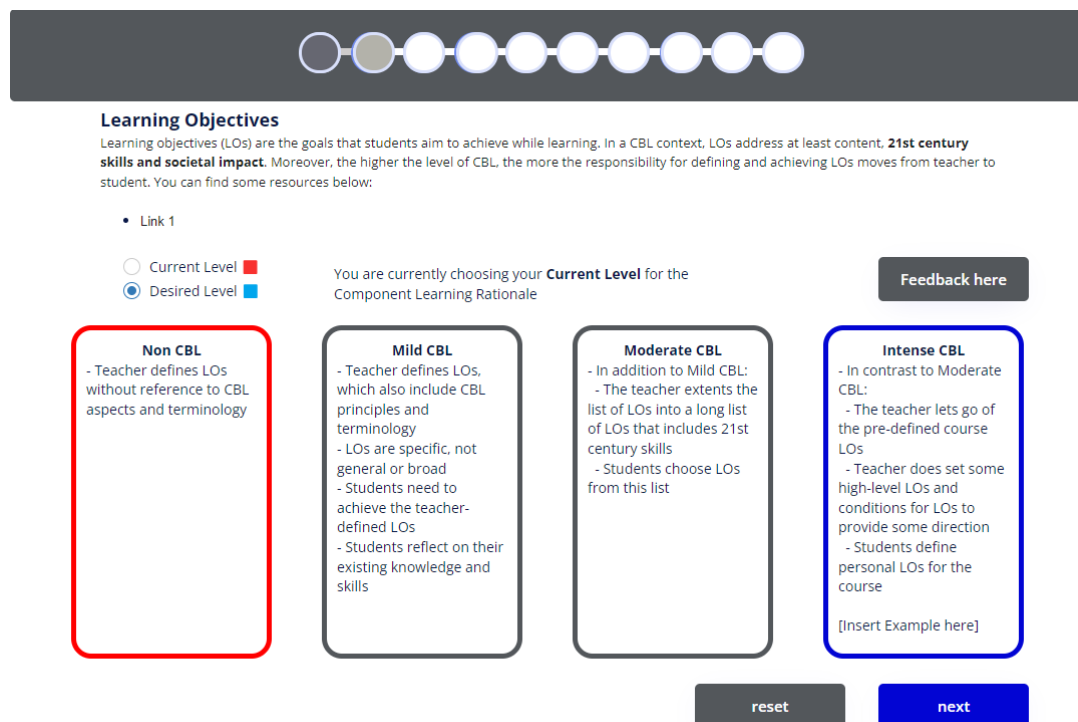 Learning Objectives
Learning objectives (LOs) are the goals that students aim to achieve while learning. In a CBL context, LOs address at least content, 21st century
skills and societal impact. Moreover, the higher the level of CBL, the more the responsibility for defining and achieving LOs moves from teacher to
student. You can find some resources below:
• Link 1
Current Level
Desired Level
You are currently choosing your Current Level for the
Component Learning Rationale
Feedback here
Non CBL
- Teacher defines LOs
without reference to CBL
aspects and terminology
Mild CBL
- Teacher defines LOs,
which also include CBL
principles and
terminology
- LOs are specific, not
general or broad
- Students need to
achieve the teacher-
defined LOs
- Students reflect on their
existing knowledge and
skills
Moderate CBL
- In addition to Mild CBL:
- The teacher extents the
list of LOs into a long list
of LOs that includes 21st
century skills
- Students choose LOs
from this list
Intense CBL
- In contrast to Moderate
CBL:
- The teacher lets go of
the pre-defined course
LOs
- Teacher does set some
high-level LOs and
conditions for LOs to
provide some direction
- Students define
personal LOs for the
course
[Insert Example here]
reset
next